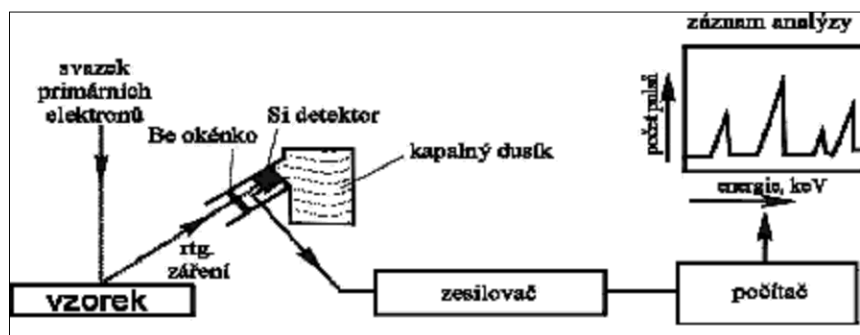 záznam analýzy
svazek
primárních
elektronů
Si detektor
Be okénko
kapalný dusík
počet pulsů
energie, keV
rtg.
záření
vzorek
zesilovač
počítač